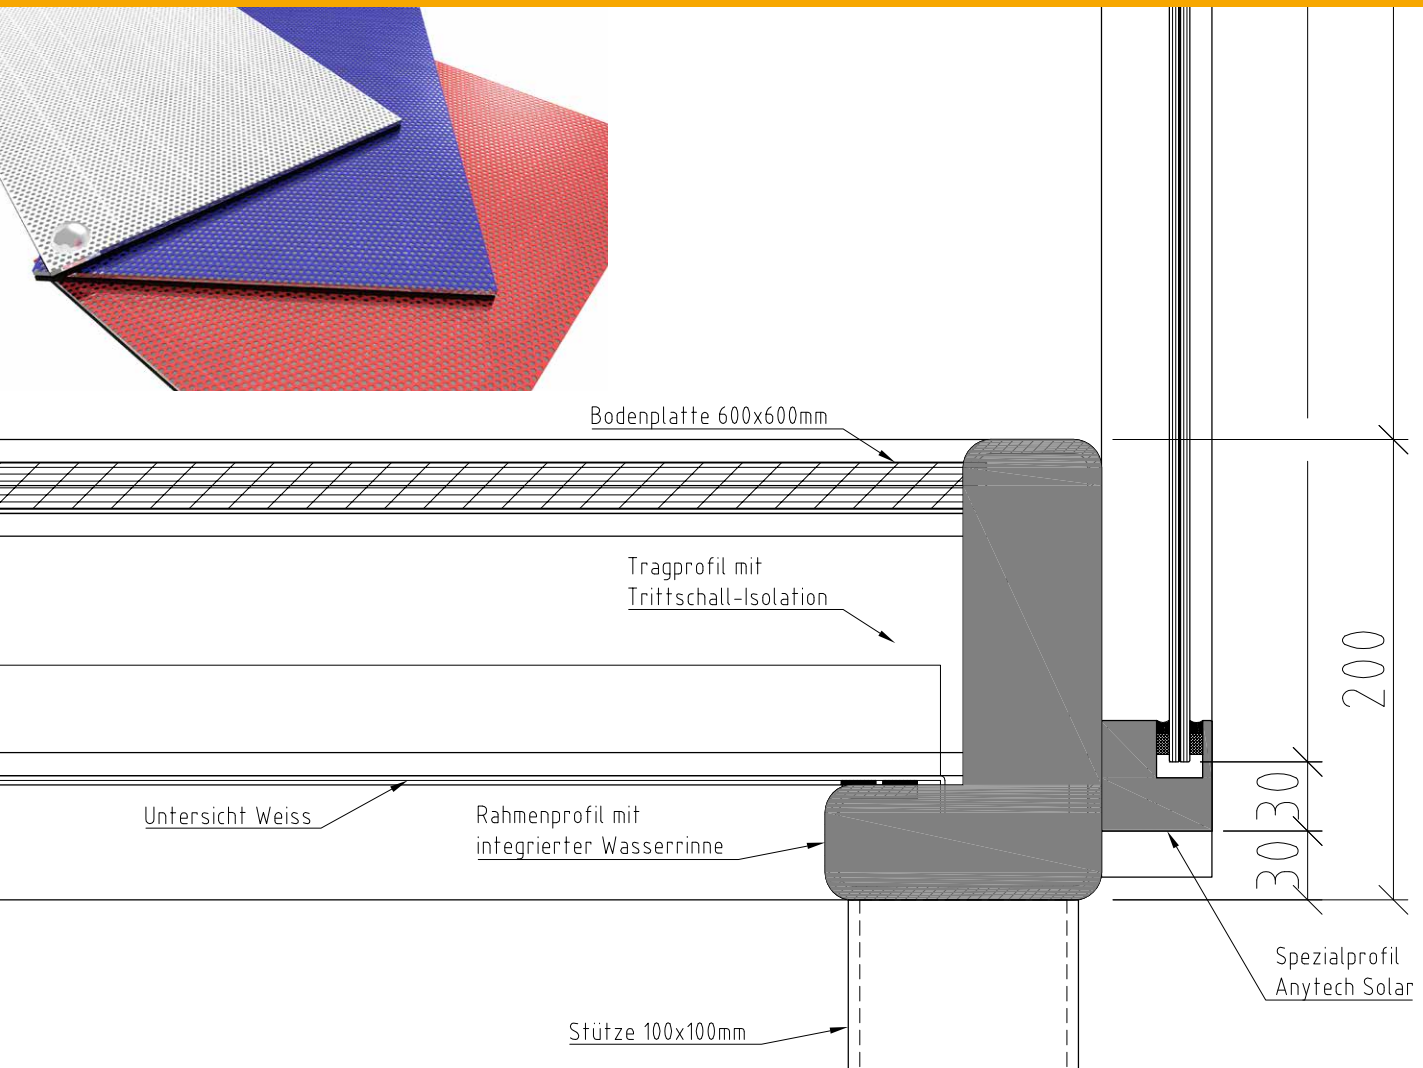 Bodenplatte 600x600mm
Tragprofil mit
Trittschall-Isolation
200
Untersicht Weiss
Rahmenprofil mit
integrierter Wasserrinne
30
30
Spezialprofil
Anytech Solar
Stütze 100x100mm